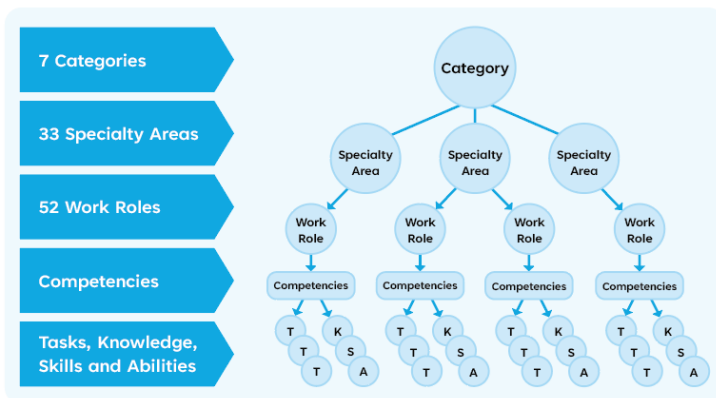 7 Categories
33 Specialty Areas
52 Work Roles
Competencies
Tasks, Knowledge,
Skills and Abilities
Category
Specialty
Area
Specialty
Area
Specialty
Area
Work
Role
Work
Role
Work
Role
Work
Role
Competencies
Competencies
Competencies
Competencies
T K T K T K T K
T S T S T S T S
T A T A T A T A